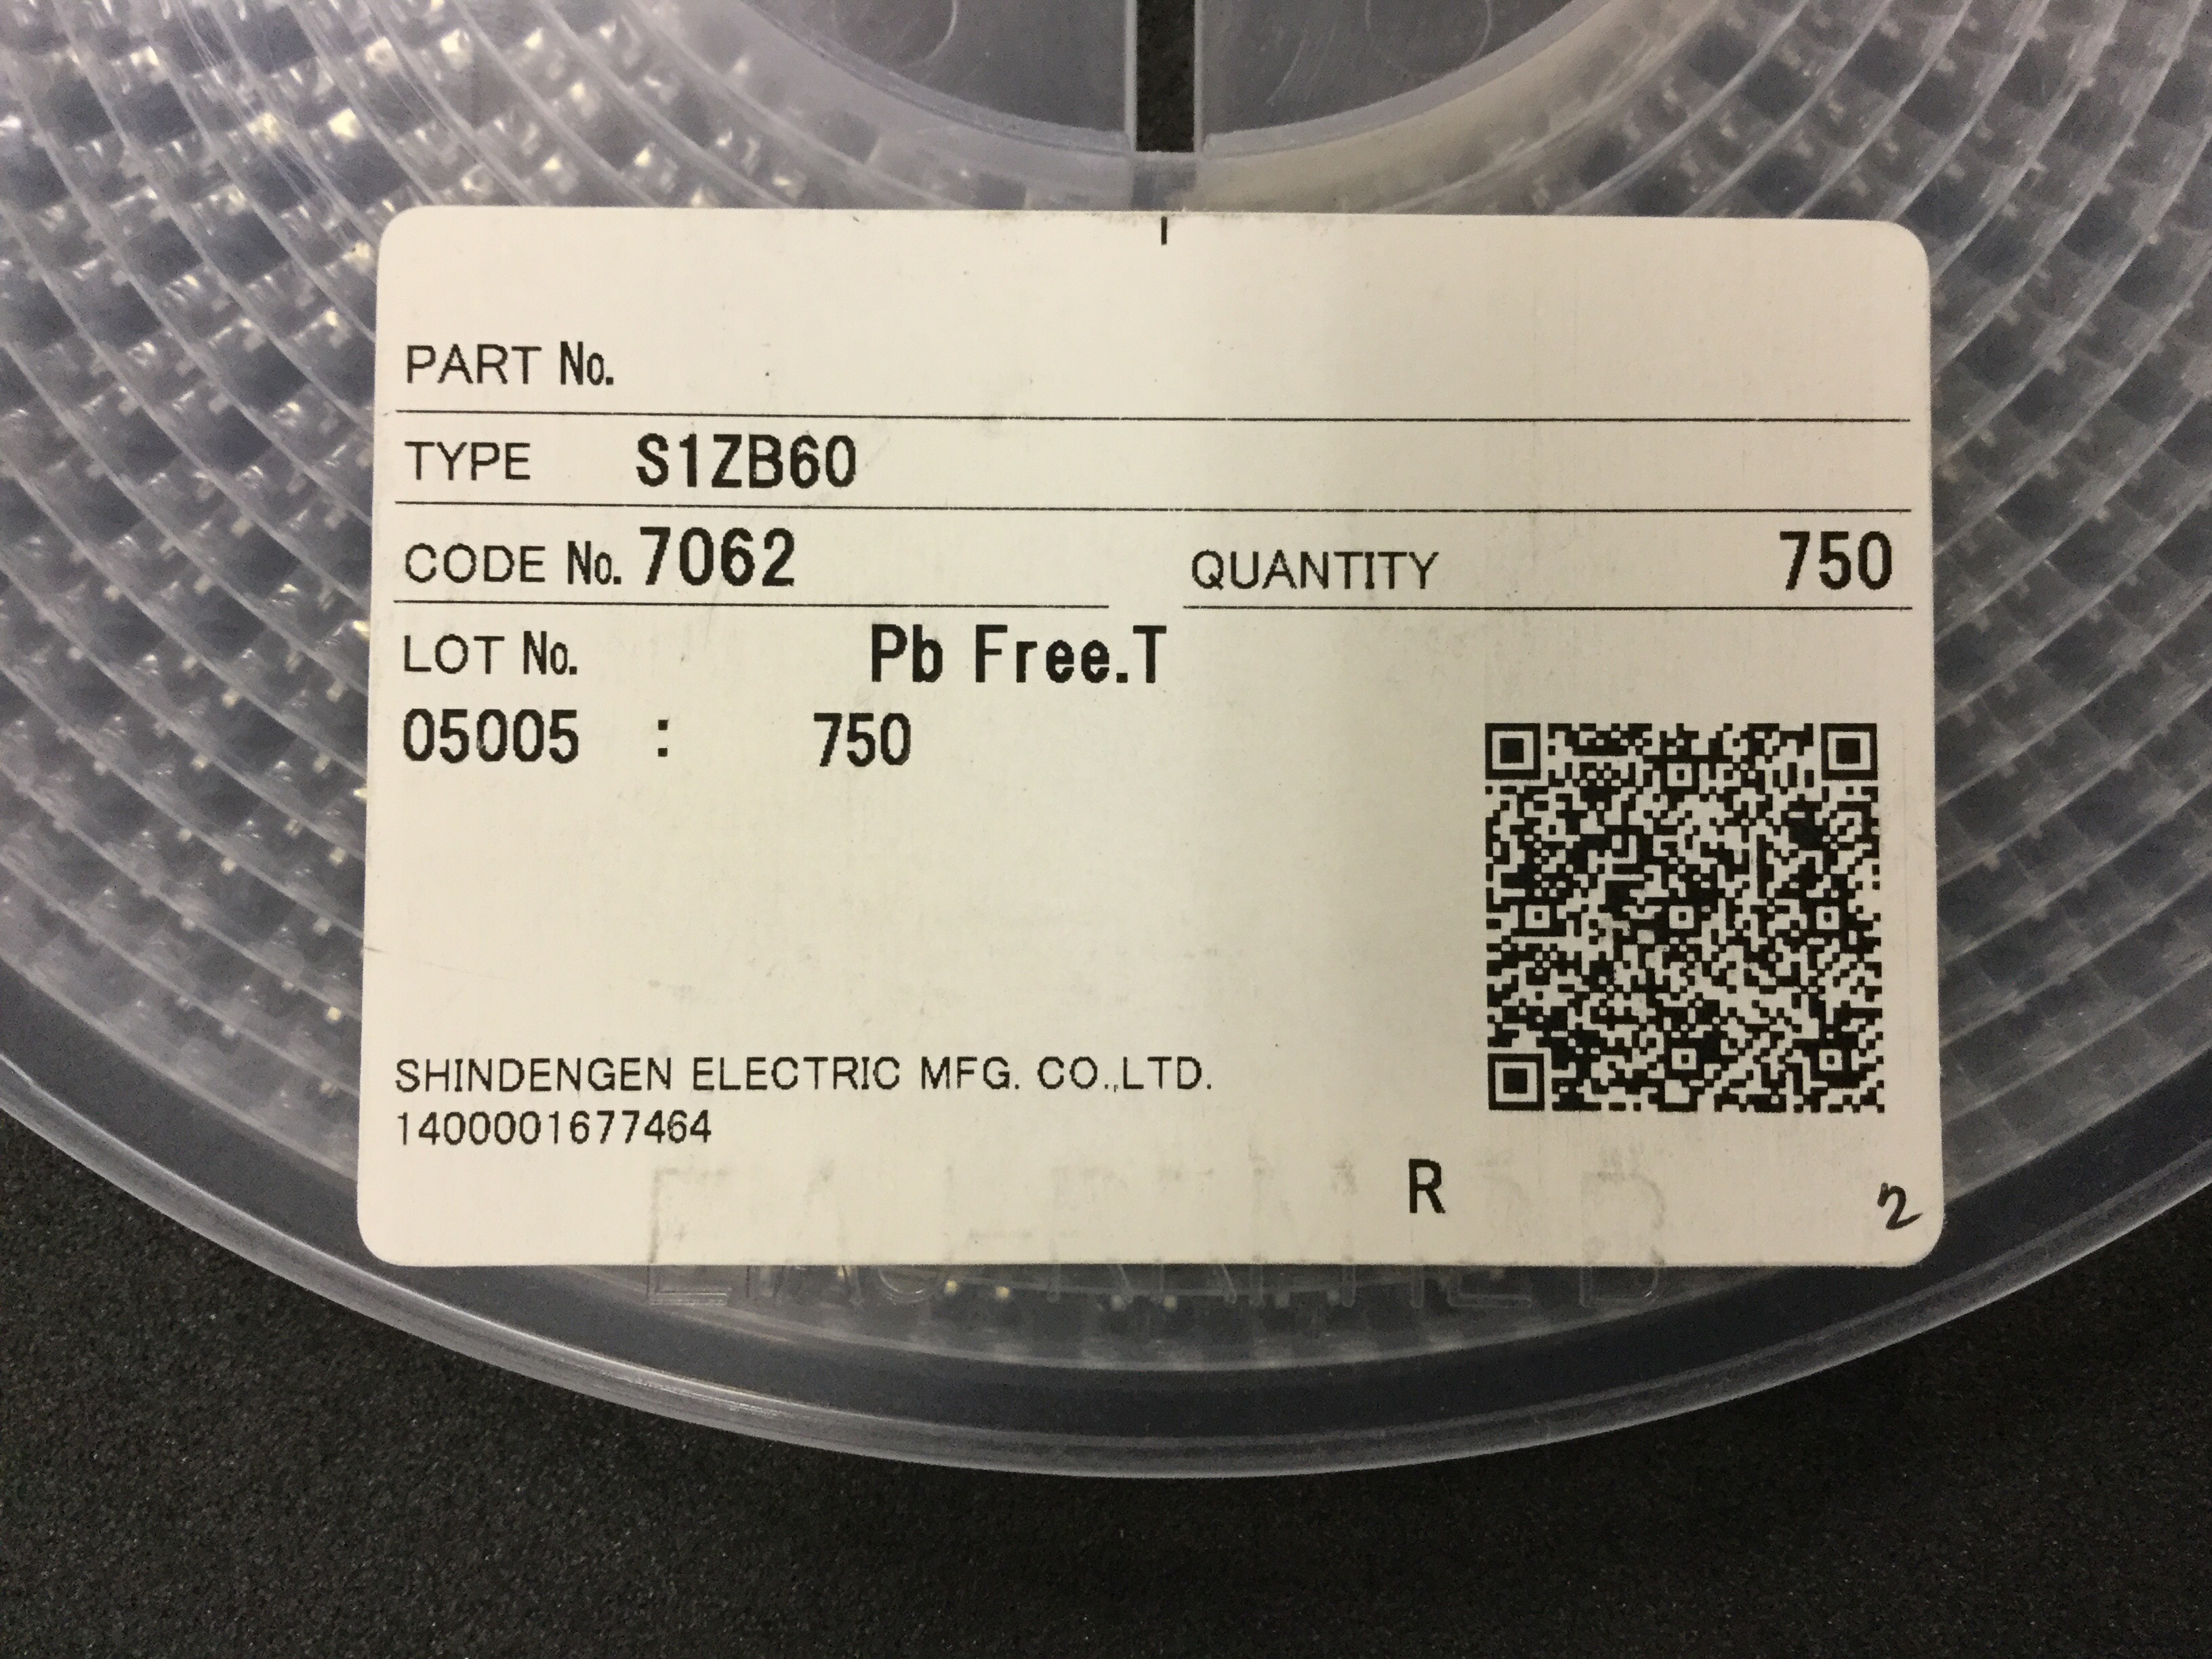 PART No.
TYPE S1ZB60
CODE No. 7062 QUANTITY 750
LOT No. Pb Free.T
05005 : 750
SHINDENGEN ELECTRIC MFG. CO.,LTD.
1400001677464
R
2